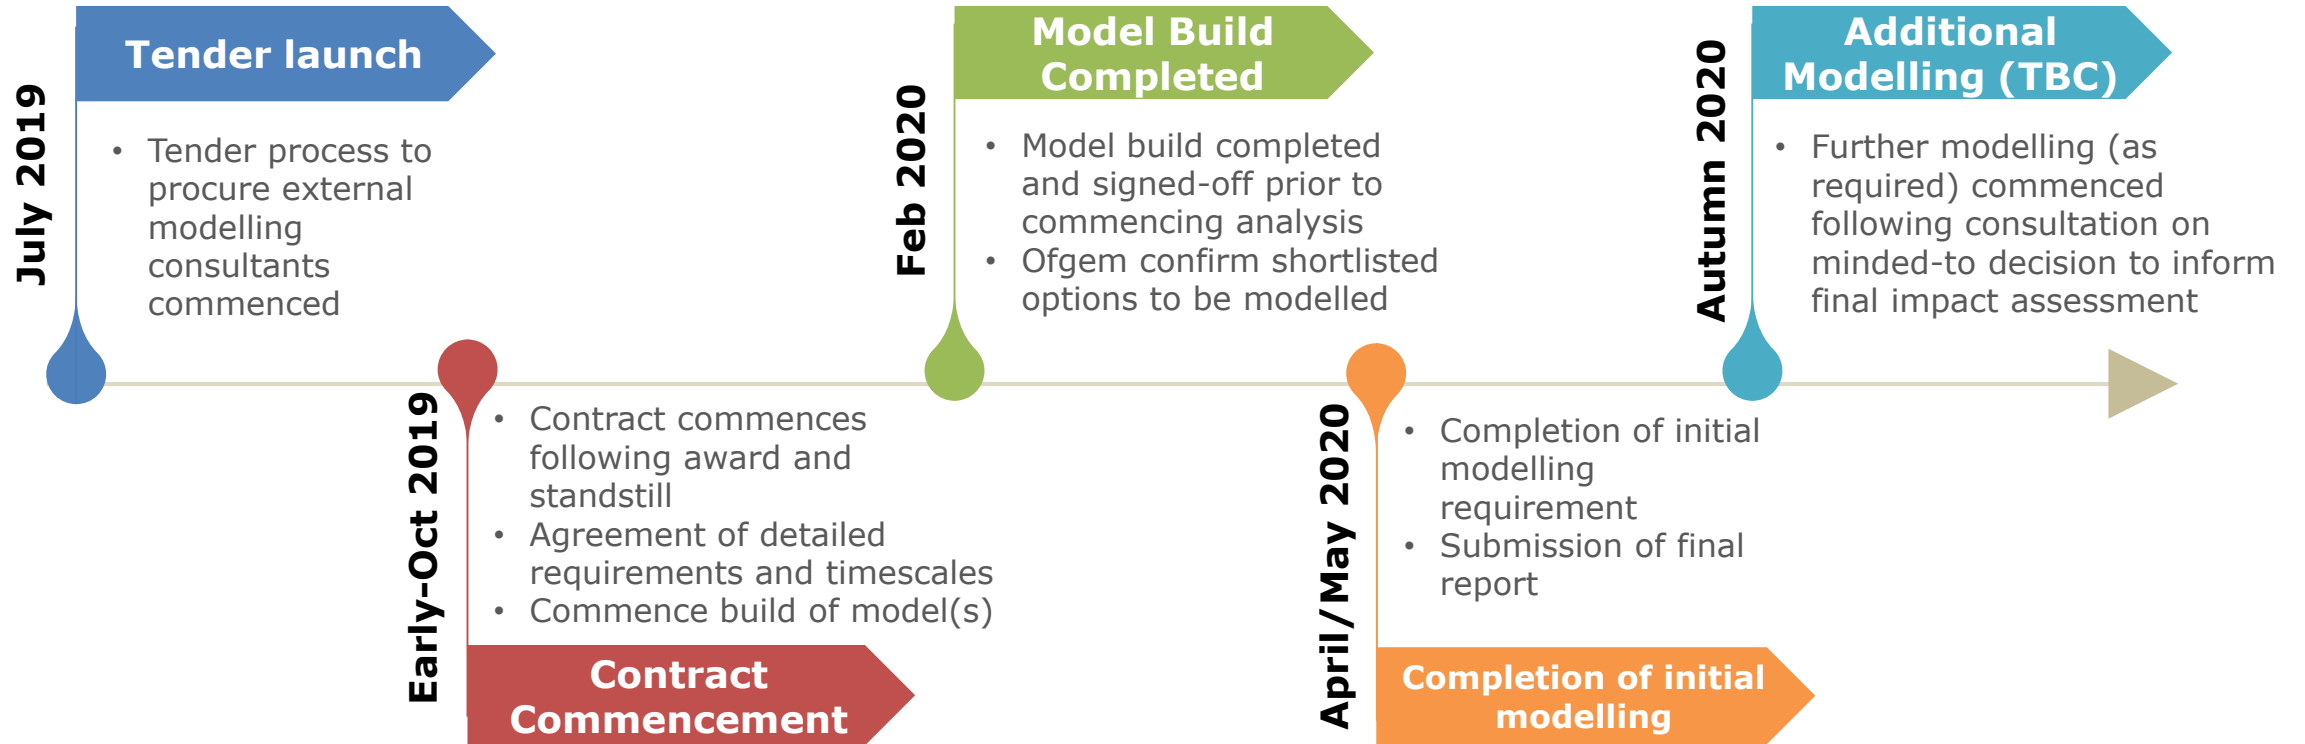 July 2019
Tender launch
• Tender process to
procure external
modelling
consultants
commenced
Early-Oct 2019
• Contract commences
following award and
standstill
• Agreement of detailed
requirements and timescales
• Commence build of model(s)
Contract
Commencement
Feb 2020
Model Build
Completed
• Model build completed
and signed-off prior to
commencing analysis
• Ofgem confirm shortlisted
options to be modelled
April/May 2020
• Completion of initial
modelling
requirement
• Submission of final
report
Completion of initial
modelling
Autumn 2020
Additional
Modelling (TBC)
• Further modelling (as
required) commenced
following consultation on
minded-to decision to inform
final impact assessment